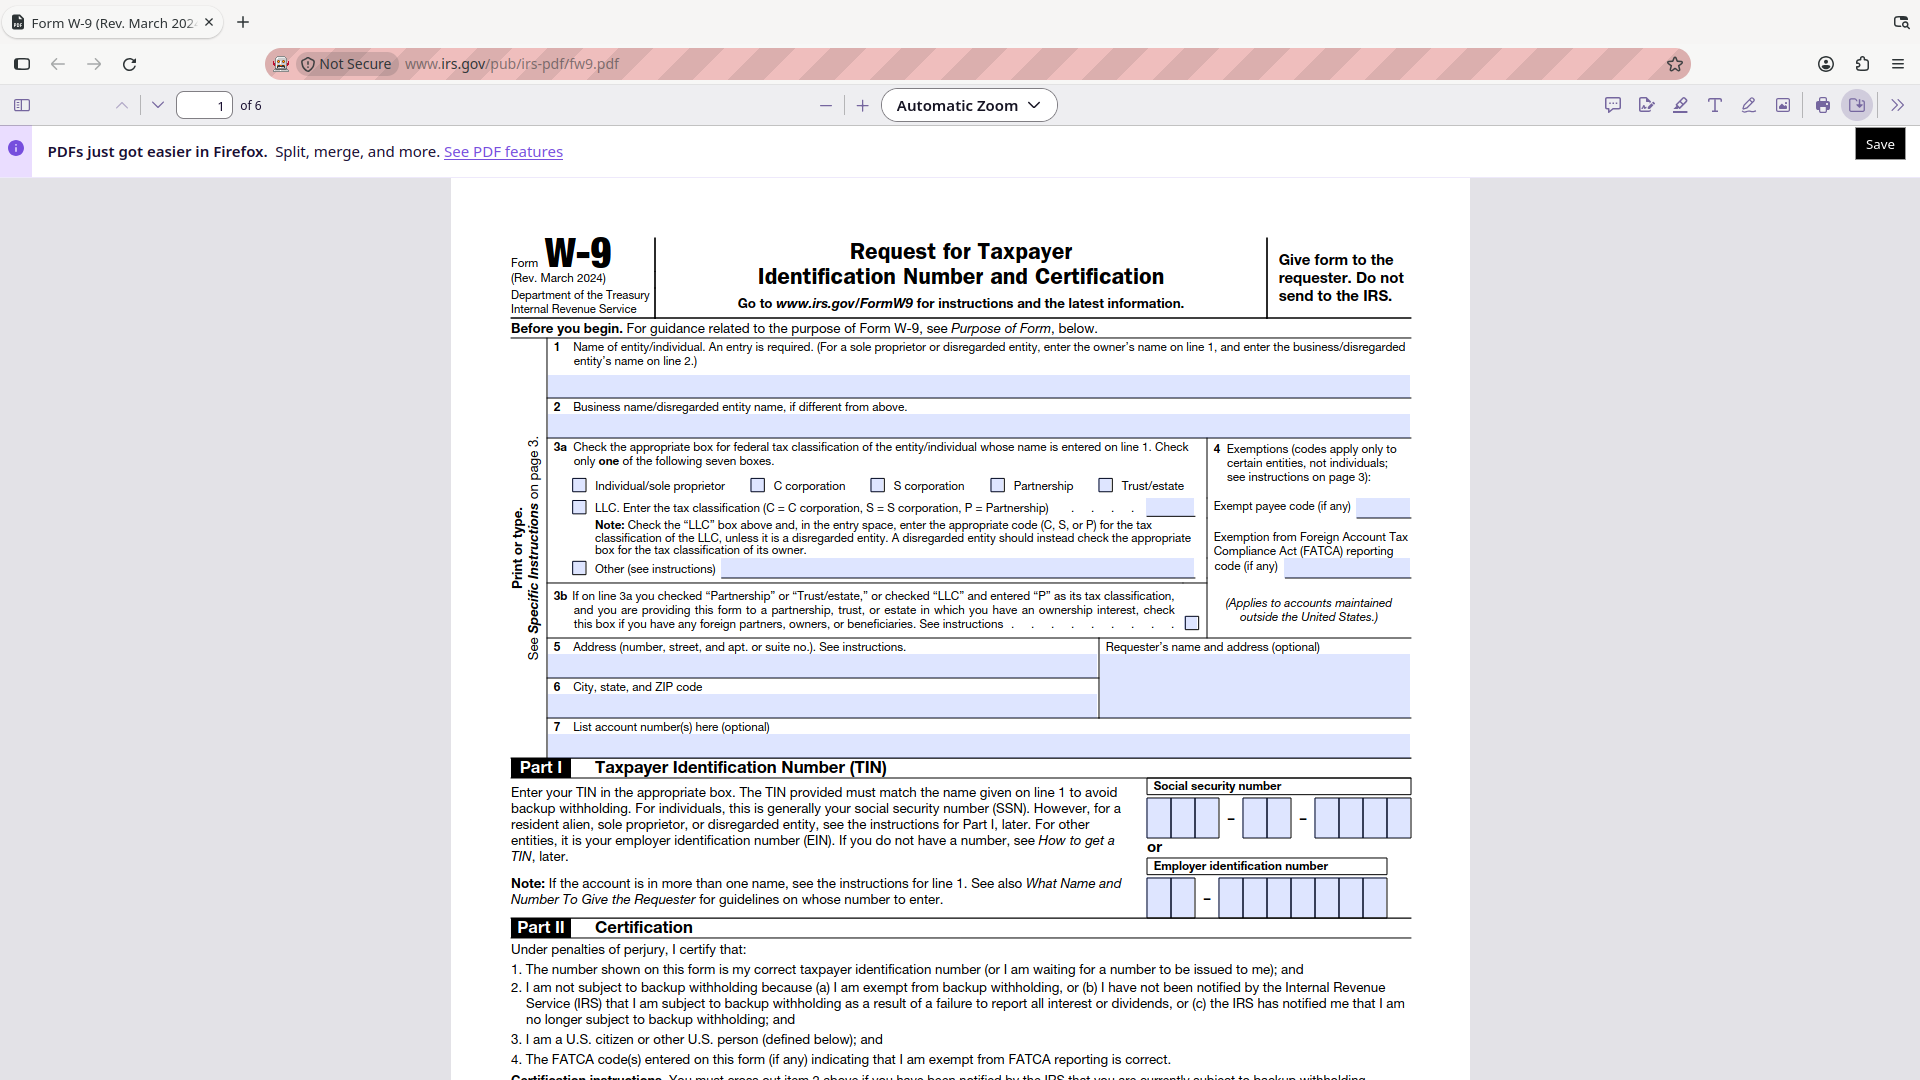 Form W-9 (Rev. March 202
Not Secure
www.irs.gov/pub/irs-pdf/fw9.pdf
1 of 6
Automatic Zoom
PDFs just got easier in Firefox. Split, merge, and more. See PDF features
Save
Form W-9
(Rev. March 2024)
Department of the Treasury
Internal Revenue Service
Request for Taxpayer
Identification Number and Certification
Go to www.irs.gov/FormW9 for instructions and the latest information.
Give form to the
requester. Do not
send to the IRS.
Before you begin. For guidance related to the purpose of Form W-9, see Purpose of Form, below.
Print or type.
See Specific Instructions on page 3.
1 Name of entity/individual. An entry is required. (For a sole proprietor or disregarded entity, enter the owner's name on line 1, and enter the business/disregarded
entity's name on line 2.)
2 Business name/disregarded entity name, if different from above.
3a Check the appropriate box for federal tax classification of the entity/individual whose name is entered on line 1. Check
only one of the following seven boxes.
Individual/sole proprietor C corporation S corporation Partnership Trust/estate
LLC. Enter the tax classification (C = C corporation, S = S corporation, P = Partnership) . . . .
Note: Check the “LLC” box above and, in the entry space, enter the appropriate code (C, S, or P) for the tax
classification of the LLC, unless it is a disregarded entity. A disregarded entity should instead check the appropriate
box for the tax classification of its owner.
Other (see instructions)
3b If on line 3a you checked “Partnership” or “Trust/estate,” or checked “LLC” and entered “P” as its tax classification,
and you are providing this form to a partnership, trust, or estate in which you have an ownership interest, check
this box if you have any foreign partners, owners, or beneficiaries. See instructions . . . . . . . . .
4 Exemptions (codes apply only to
certain entities, not individuals;
see instructions on page 3):
Exempt payee code (if any)
Exemption from Foreign Account Tax
Compliance Act (FATCA) reporting
code (if any)
(Applies to accounts maintained
outside the United States.)
5 Address (number, street, and apt. or suite no.). See instructions.
Requester's name and address (optional)
6 City, state, and ZIP code
7 List account number(s) here (optional)
Part I Taxpayer Identification Number (TIN)
Enter your TIN in the appropriate box. The TIN provided must match the name given on line 1 to avoid
backup withholding. For individuals, this is generally your social security number (SSN). However, for a
resident alien, sole proprietor, or disregarded entity, see the instructions for Part I, later. For other
entities, it is your employer identification number (EIN). If you do not have a number, see How to get a
TIN, later.
Note: If the account is in more than one name, see the instructions for line 1. See also What Name and
Number To Give the Requester for guidelines on whose number to enter.
Social security number
– –
or
Employer identification number
–
Part II Certification
Under penalties of perjury, I certify that:
1. The number shown on this form is my correct taxpayer identification number (or I am waiting for a number to be issued to me); and
2. I am not subject to backup withholding because (a) I am exempt from backup withholding, or (b) I have not been notified by the Internal Revenue
Service (IRS) that I am subject to backup withholding as a result of a failure to report all interest or dividends, or (c) the IRS has notified me that I am
no longer subject to backup withholding; and
3. I am a U.S. citizen or other U.S. person (defined below); and
4. The FATCA code(s) entered on this form (if any) indicating that I am exempt from FATCA reporting is correct.
Certification instructions. You must cross out item 2 above if you have been notified by the IRS that you are currently subject to backup withholding